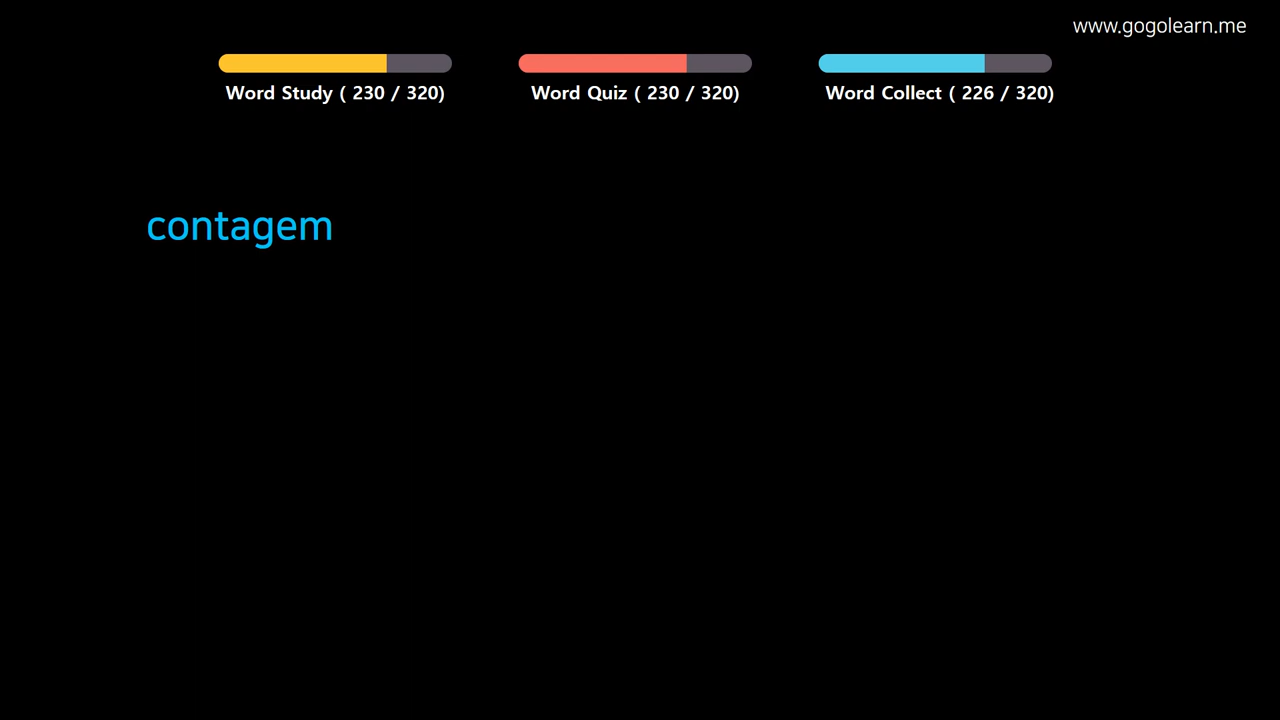 www.gogolearn.me
Word Study ( 230 / 320)
Word Quiz ( 230 / 320)
Word Collect ( 226 / 320)
contagem